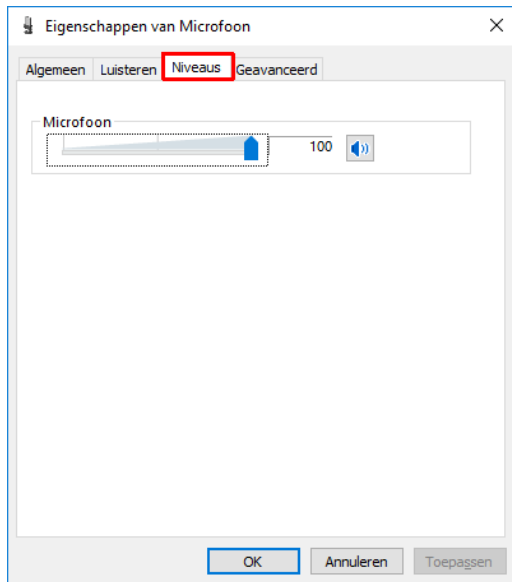 Eigenschappen van Microfoon
Algemeen Luisteren Niveaus Geavanceerd
Microfoon
100
OK Annuleren Toepassen